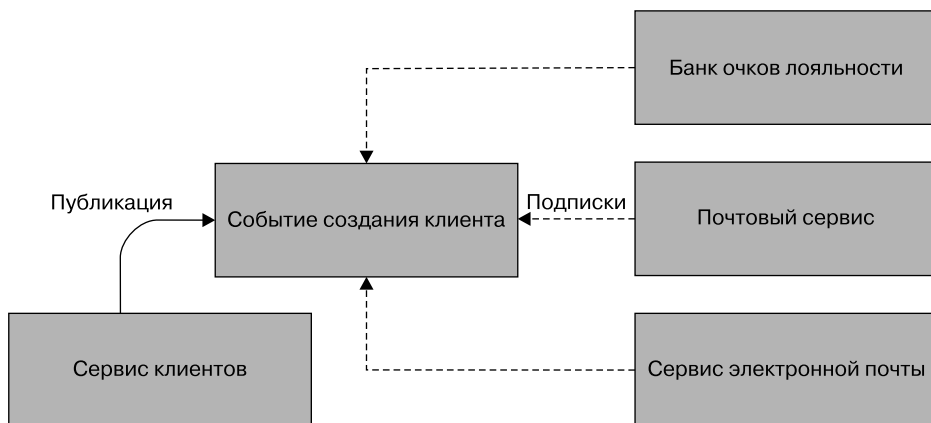 Банк очков лояльности
Публикация
Событие создания клиента
Подписки
Почтовый сервис
Сервис клиентов
Сервис электронной почты